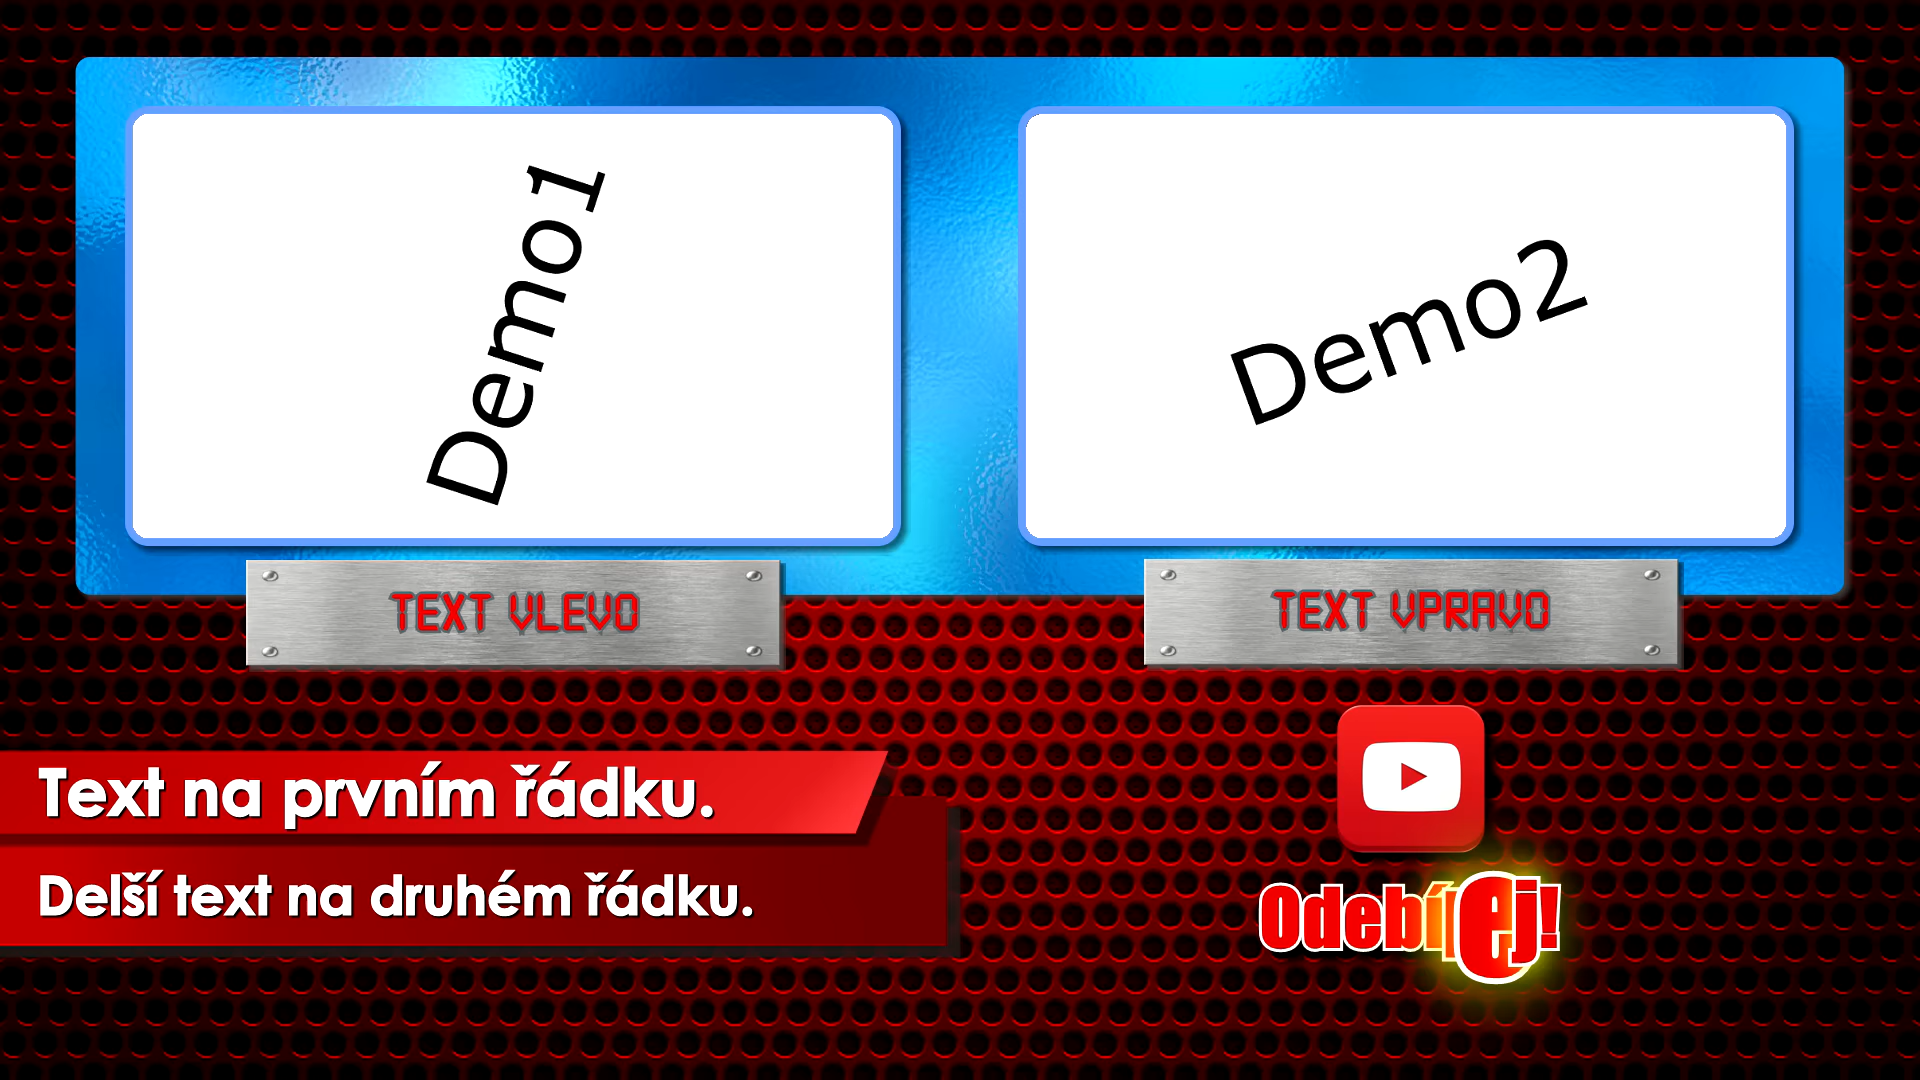 Demo1
Demo2
TEXT VLEVO
TEXT VPRAVO
Text na prvním řádku.
Delší text na druhém řádku.
Odebírej!